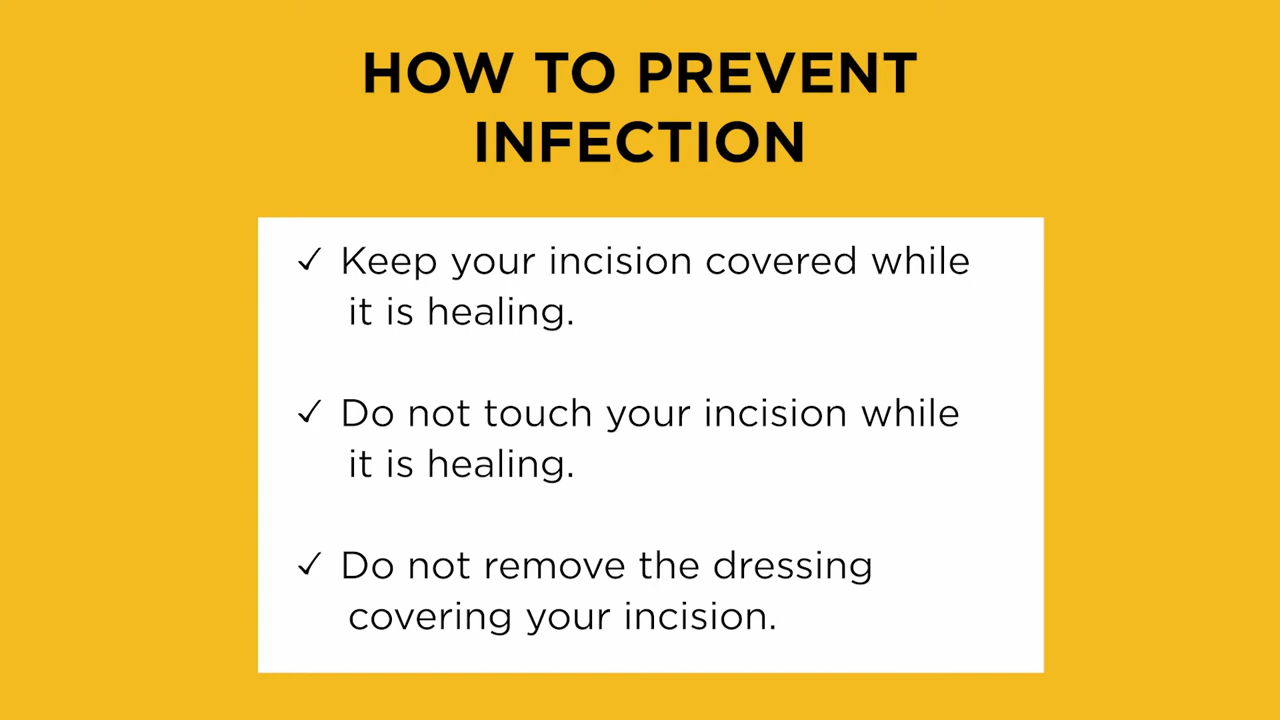 HOW TO PREVENT
INFECTION
✓ Keep your incision covered while
it is healing.
✓ Do not touch your incision while
it is healing.
✓ Do not remove the dressing
covering your incision.